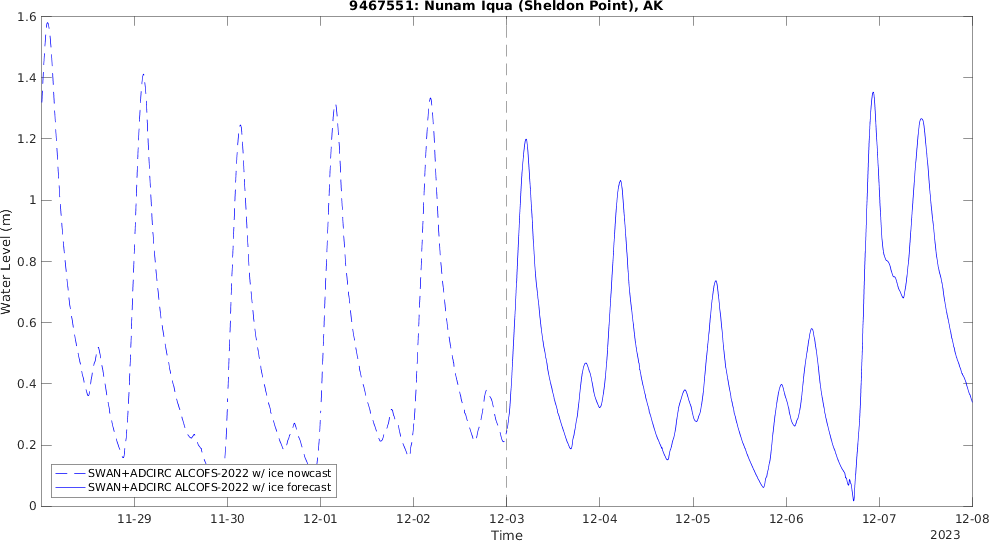 9467551: Nunam Iqua (Sheldon Point), AK
1.6
1.4
1.2
1
0.8
0.6
0.4
0.2
0
Water Level (m)
SWAN+ADCIRC ALCOFS-2022 w/ ice nowcast
SWAN+ADCIRC ALCOFS-2022 w/ ice forecast
11-29 11-30 12-01 12-02 12-03 12-04 12-05 12-06 12-07 12-08
Time
2023